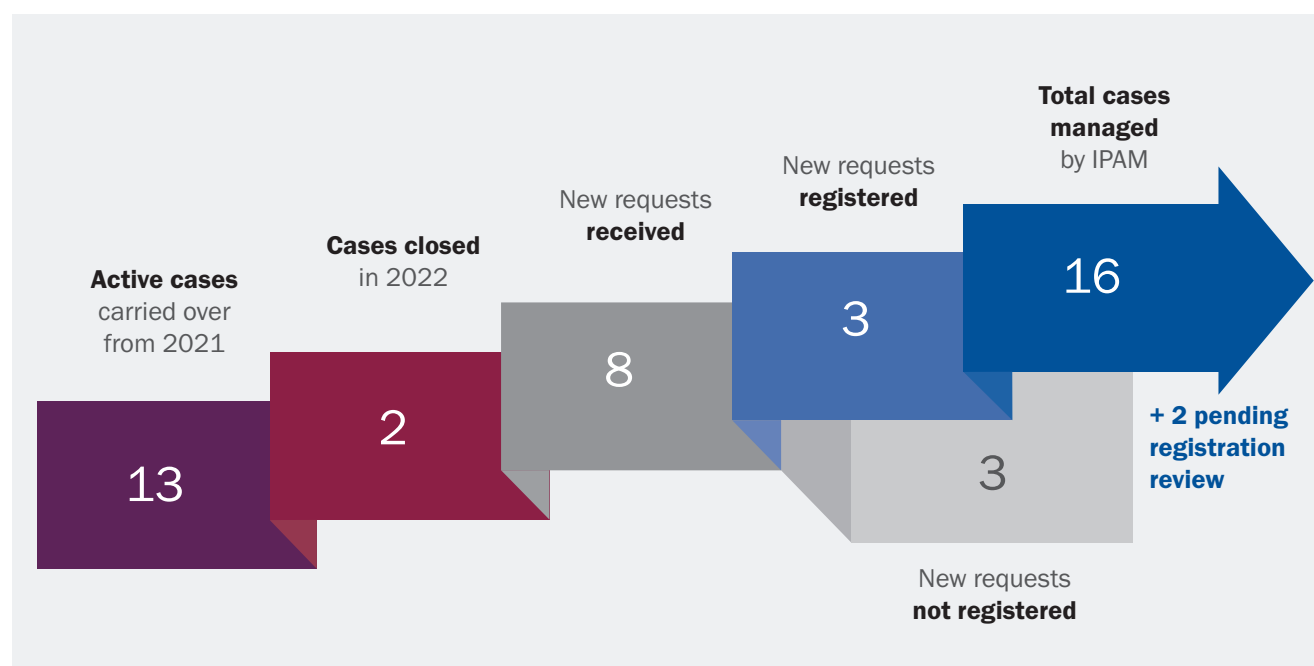 Active cases
carried over
from 2021
13
Cases closed
in 2022
2
New requests
received
8
New requests
registered
3
Total cases
managed
by IPAM
16
+ 2 pending
registration
review
3
New requests
not registered